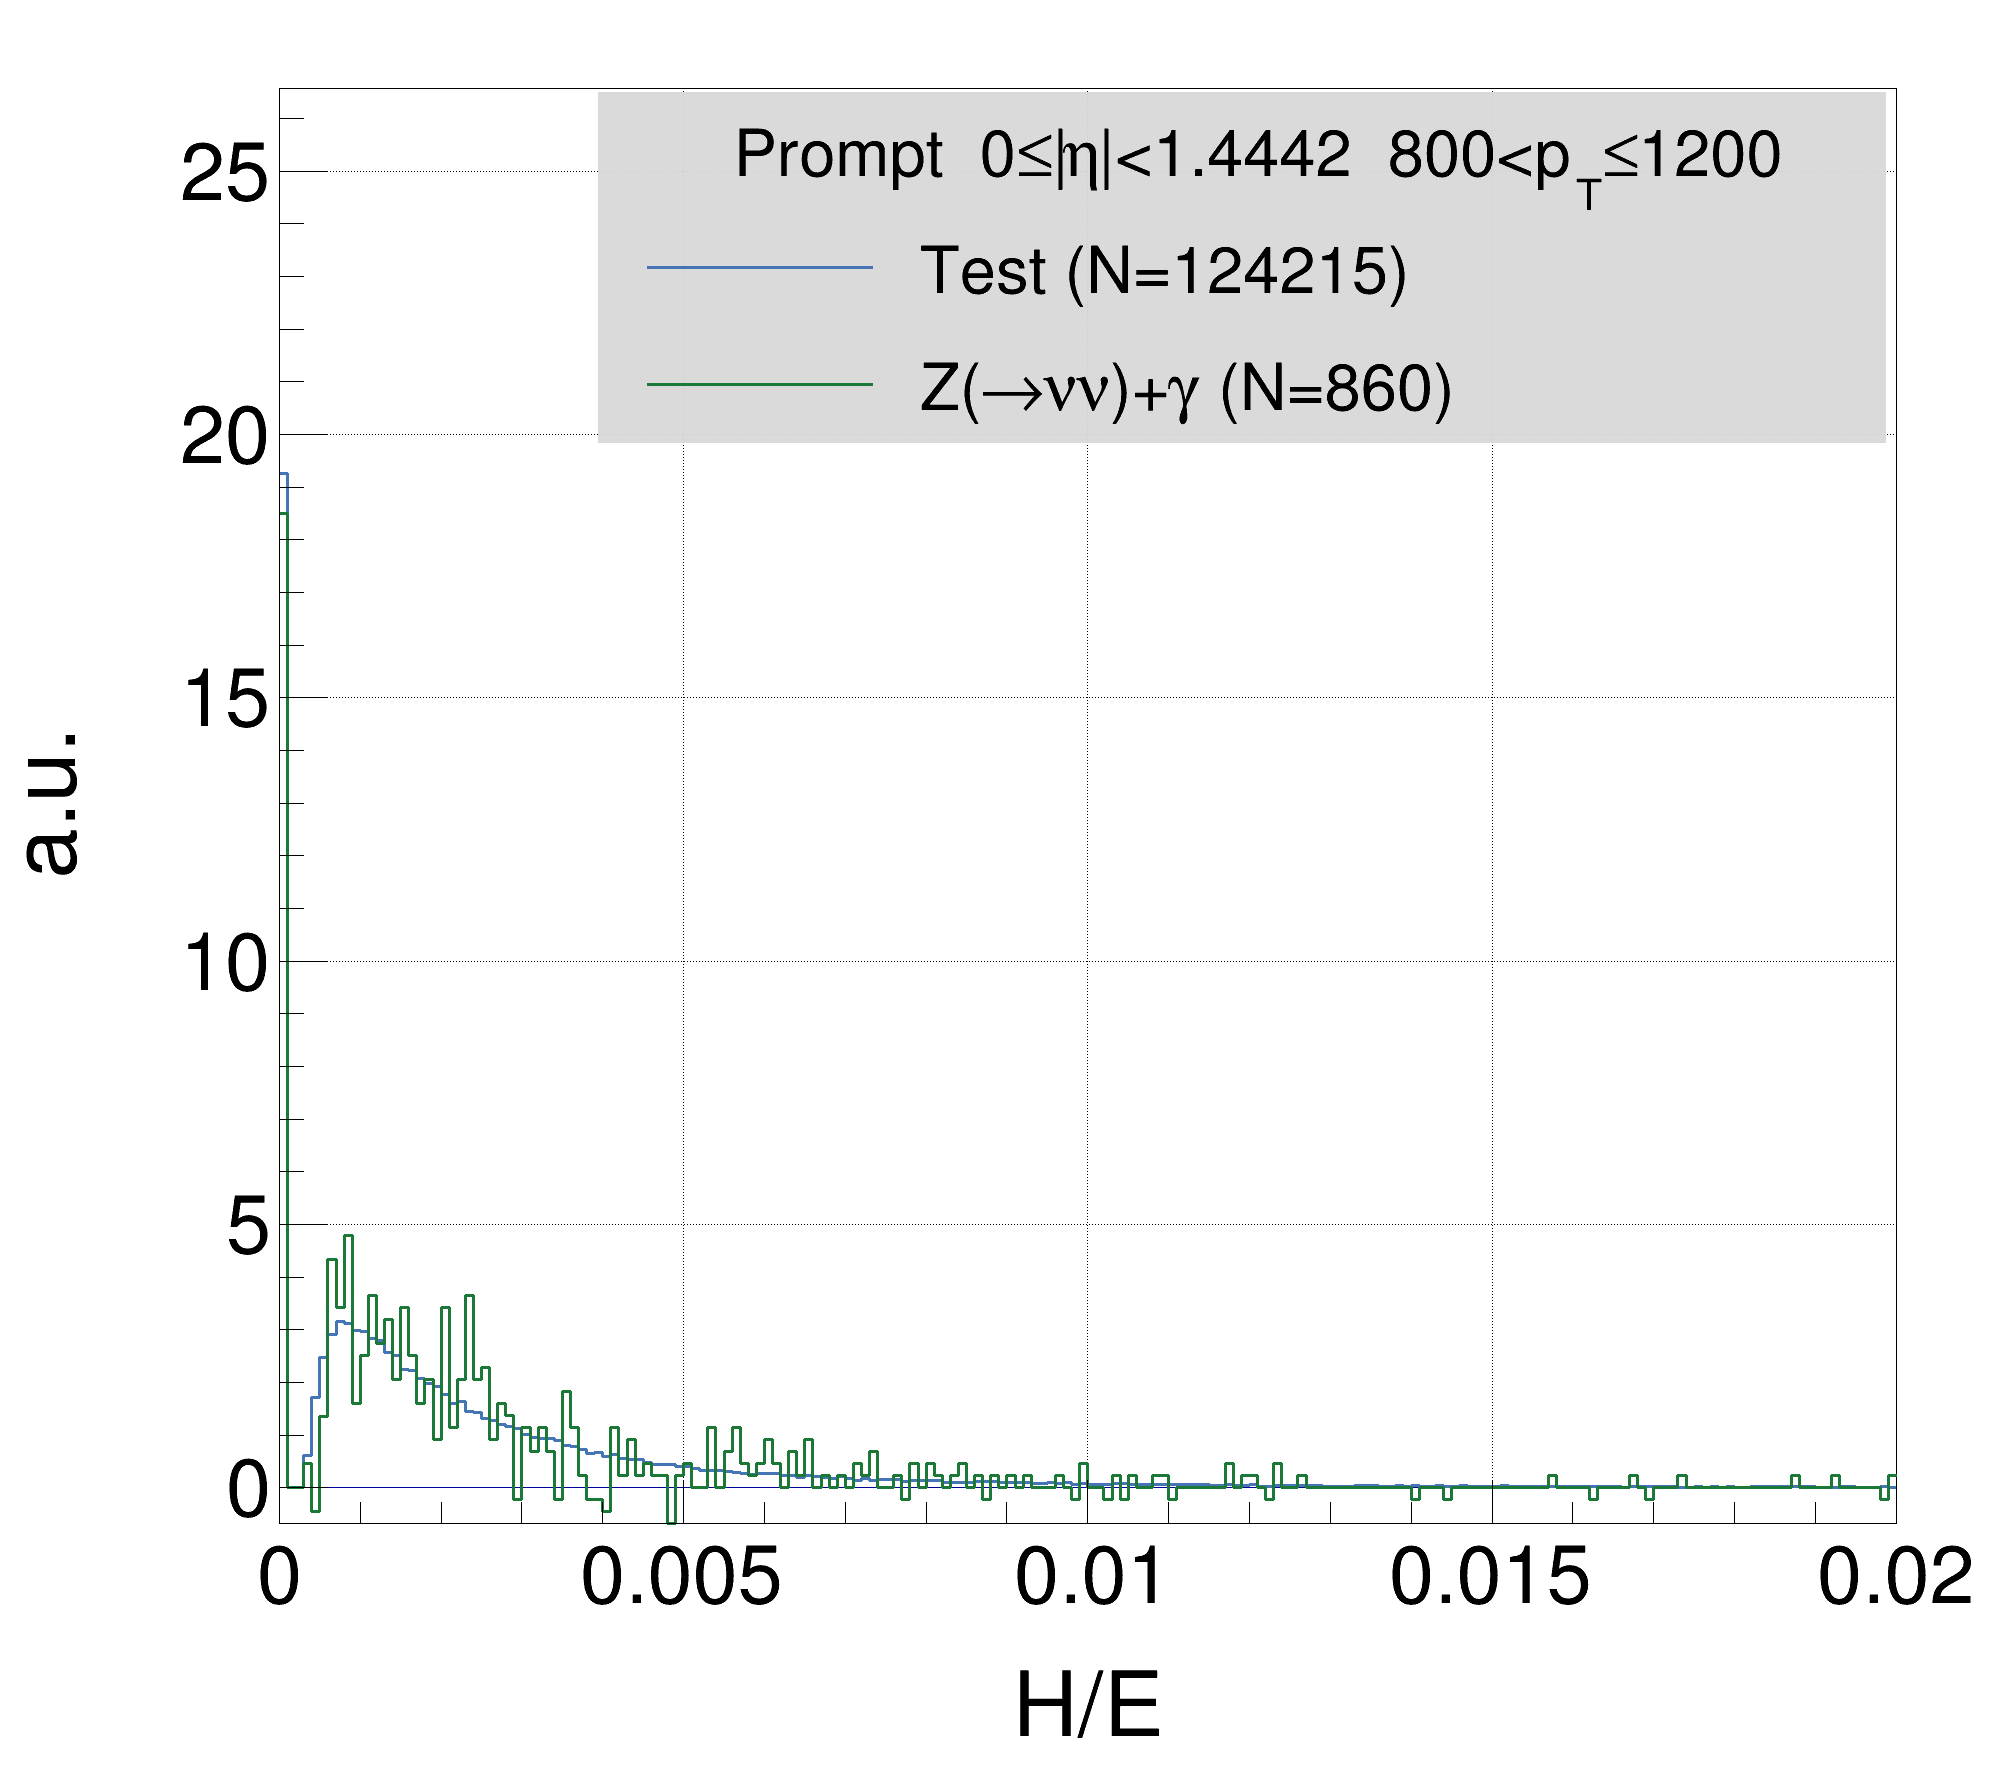 Prompt 0≤|η|<1.4442 800<pT≤1200
Test (N=124215)
Z(→νν)+γ (N=860)
25
20
15
10
5
0
a.u.
0 0.005 0.01 0.015 0.02
H/E